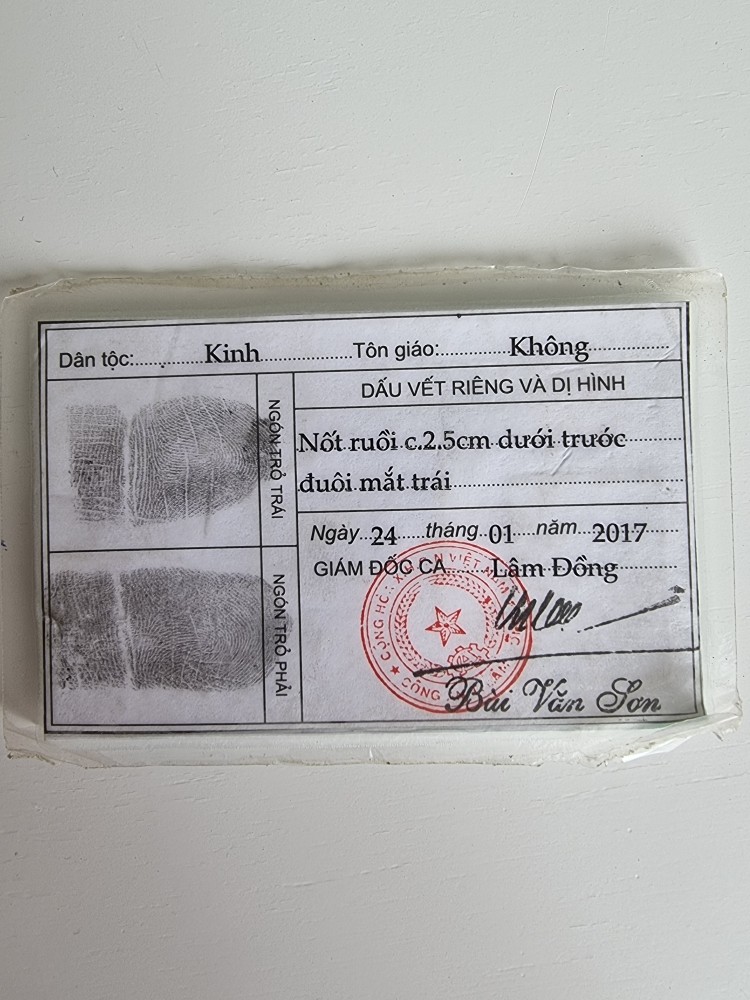 Dân tộc: Kinh Tôn giáo: Không
NGÓN TRỎ TRÁI
DẤU VẾT RIÊNG VÀ DỊ HÌNH
Nốt ruồi c.2.5cm dưới trước
đuôi mắt trái
Ngày 24 tháng 01 năm 2017
GIÁM ĐỐC CA Lâm Đồng
NGÓN TRỎ PHẢI
Bùi Văn Sơn